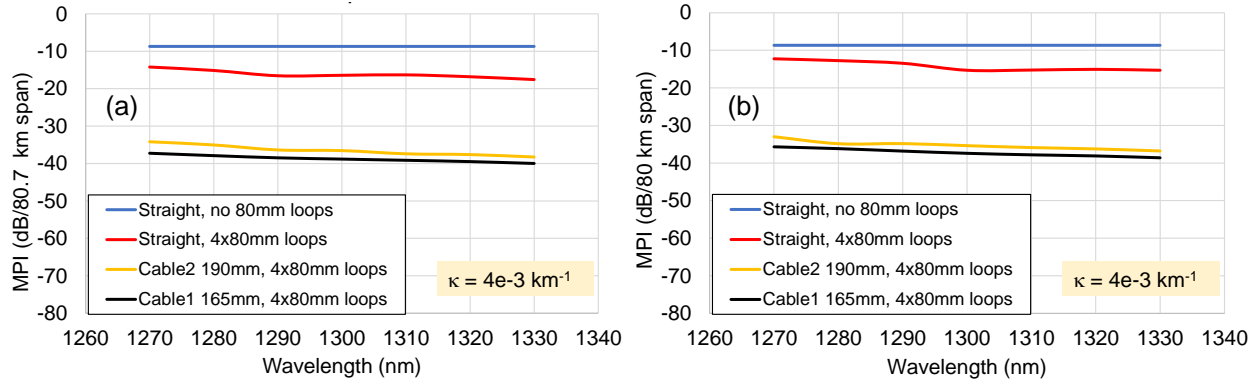 0
-10
-20
-30
-40
-50
-60
-70
-80
MPI (dB/80.7 km span)
(a)
Straight, no 80mm loops
Straight, 4x80mm loops
Cable2 190mm, 4x80mm loops
Cable1 165mm, 4x80mm loops
κ = 4e-3 km-1
1260 1270 1280 1290 1300 1310 1320 1330 1340
Wavelength (nm)
0
-10
-20
-30
-40
-50
-60
-70
-80
MPI (dB/80 km span)
(b)
Straight, no 80mm loops
Straight, 4x80mm loops
Cable2 190mm, 4x80mm loops
Cable1 165mm, 4x80mm loops
κ = 4e-3 km-1
1260 1270 1280 1290 1300 1310 1320 1330 1340
Wavelength (nm)